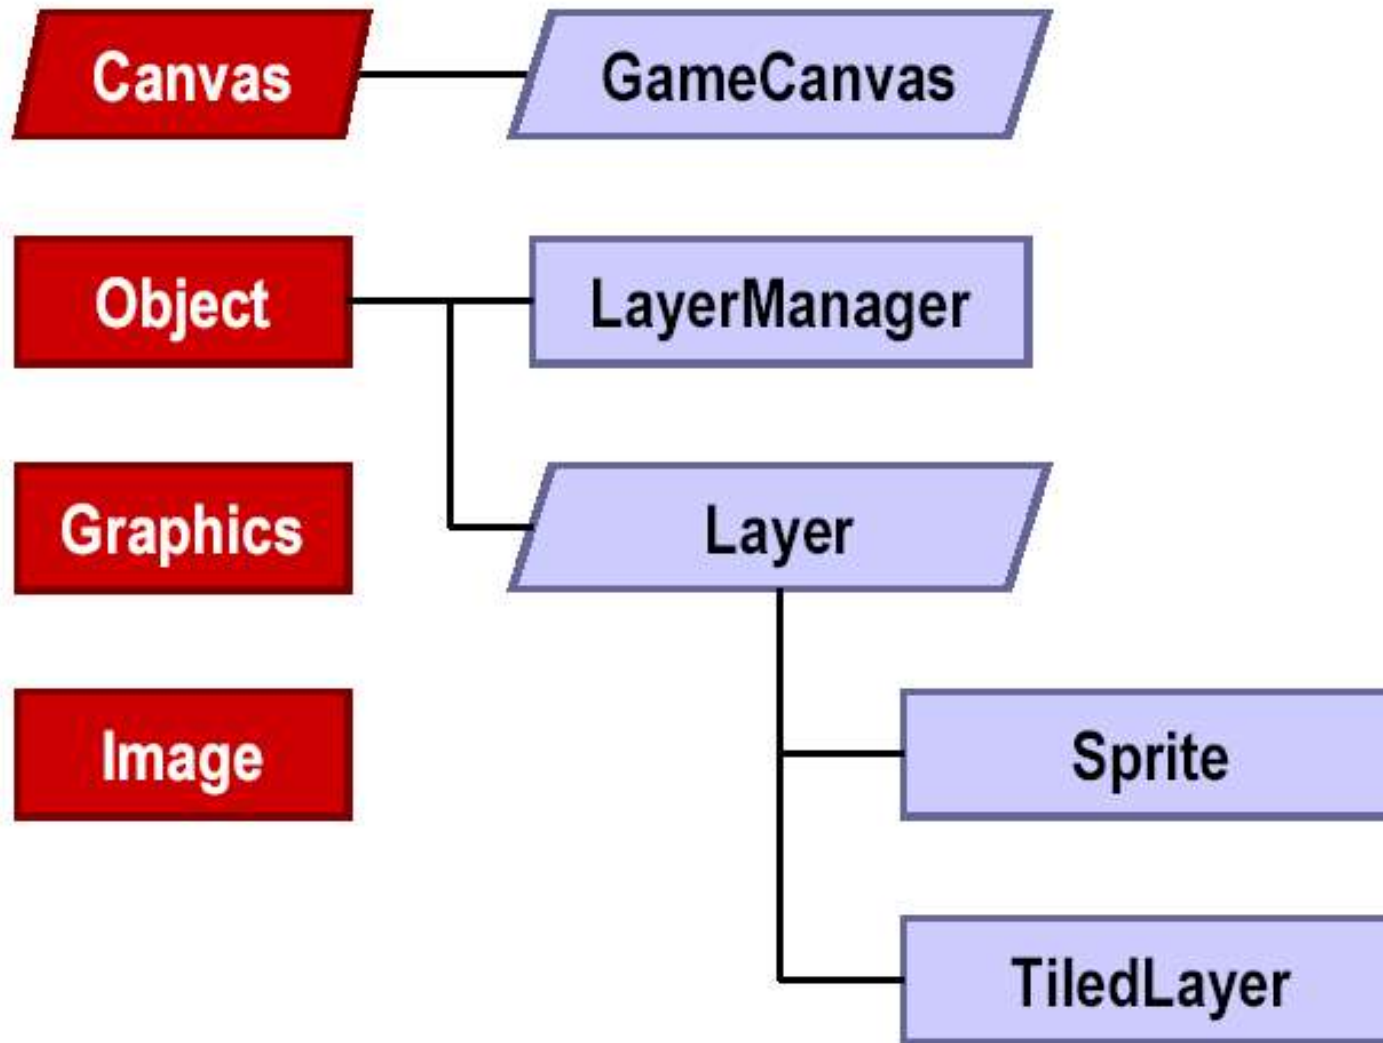 Canvas
GameCanvas
Object
LayerManager
Graphics
Layer
Image
Sprite
TiledLayer